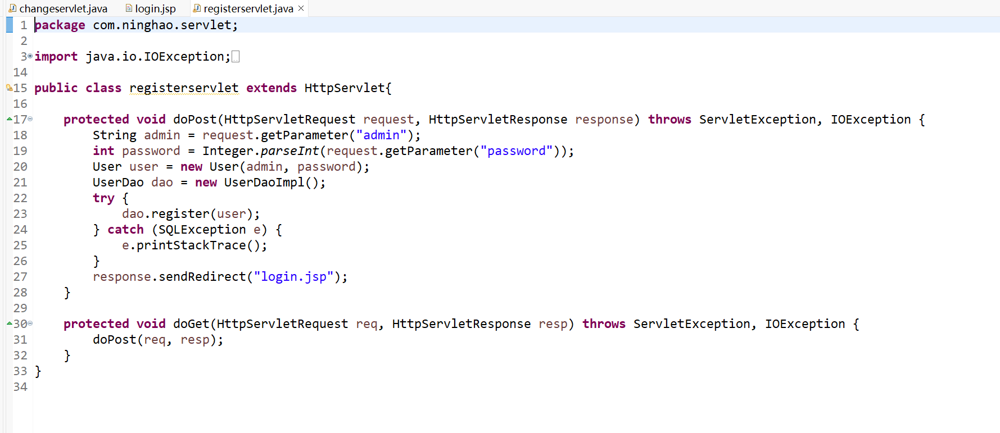 changeservlet.java login.jsp registerservlet.java
1 package com.ninghao.servlet;
2
3 import java.io.IOException;
14
15 public class registerservlet extends HttpServlet{
16
17     protected void doPost(HttpServletRequest request, HttpServletResponse response) throws ServletException, IOException {
18         String admin = request.getParameter("admin");
19         int password = Integer.parseInt(request.getParameter("password"));
20         User user = new User(admin, password);
21         UserDao dao = new UserDaoImpl();
22         try {
23             dao.register(user);
24         } catch (SQLException e) {
25             e.printStackTrace();
26         }
27         response.sendRedirect("login.jsp");
28     }
29
30     protected void doGet(HttpServletRequest req, HttpServletResponse resp) throws ServletException, IOException {
31         doPost(req, resp);
32     }
33 }
34